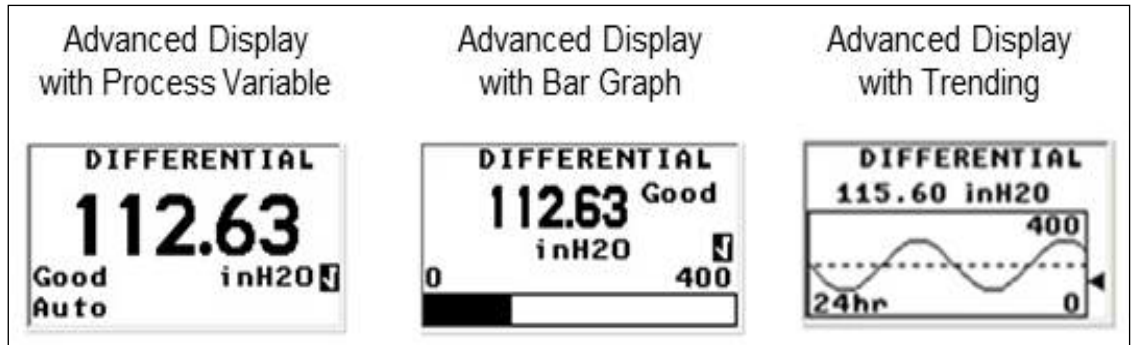 Advanced Display
with Process Variable
DIFFERENTIAL
112.63
Good inH2O
Auto
Advanced Display
with Bar Graph
DIFFERENTIAL
112.63 Good
inH2O
0 400
Advanced Display
with Trending
DIFFERENTIAL
115.60 inH2O
400
24hr 0